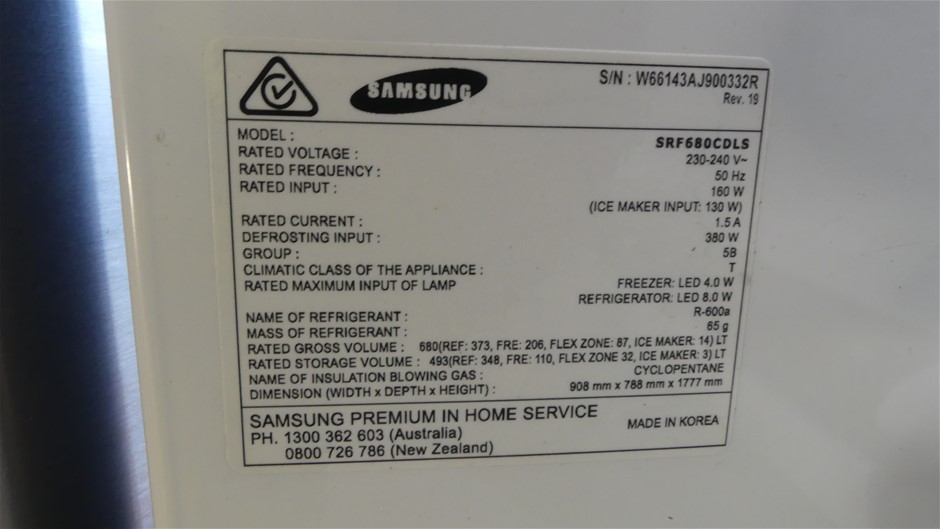 SAMSUNG
S/N : W66143AJ900332R
Rev. 19
MODEL : SRF680CDLS
RATED VOLTAGE : 230-240 V~
RATED FREQUENCY : 50 Hz
RATED INPUT : 160 W
(ICE MAKER INPUT: 130 W)
RATED CURRENT : 1.5 A
DEFROSTING INPUT : 380 W
GROUP : 5B
CLIMATIC CLASS OF THE APPLIANCE : T
RATED MAXIMUM INPUT OF LAMP FREEZER: LED 4.0 W
REFRIGERATOR: LED 8.0 W
NAME OF REFRIGERANT : R-600a
MASS OF REFRIGERANT : 65 g
RATED GROSS VOLUME : 680(REF: 373, FRE: 206, FLEX ZONE: 87, ICE MAKER: 14) LT
RATED STORAGE VOLUME : 493(REF: 348, FRE: 110, FLEX ZONE 32, ICE MAKER: 3) LT
NAME OF INSULATION BLOWING GAS : CYCLOPENTANE
DIMENSION (WIDTH x DEPTH x HEIGHT) : 908 mm x 788 mm x 1777 mm
SAMSUNG PREMIUM IN HOME SERVICE
PH. 1300 362 603 (Australia)
0800 726 786 (New Zealand)
MADE IN KOREA